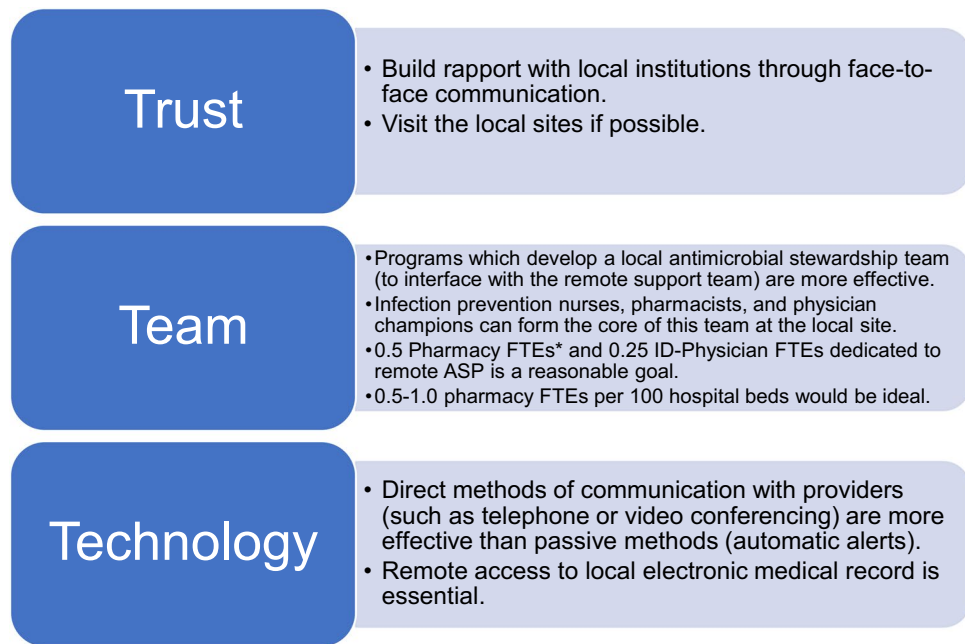 Trust
• Build rapport with local institutions through face-to-
face communication.
• Visit the local sites if possible.
Team
•Programs which develop a local antimicrobial stewardship team
(to interface with the remote support team) are more effective.
•Infection prevention nurses, pharmacists, and physician
champions can form the core of this team at the local site.
•0.5 Pharmacy FTEs* and 0.25 ID-Physician FTEs dedicated to
remote ASP is a reasonable goal.
•0.5-1.0 pharmacy FTEs per 100 hospital beds would be ideal.
Technology
• Direct methods of communication with providers
(such as telephone or video conferencing) are more
effective than passive methods (automatic alerts).
• Remote access to local electronic medical record is
essential.